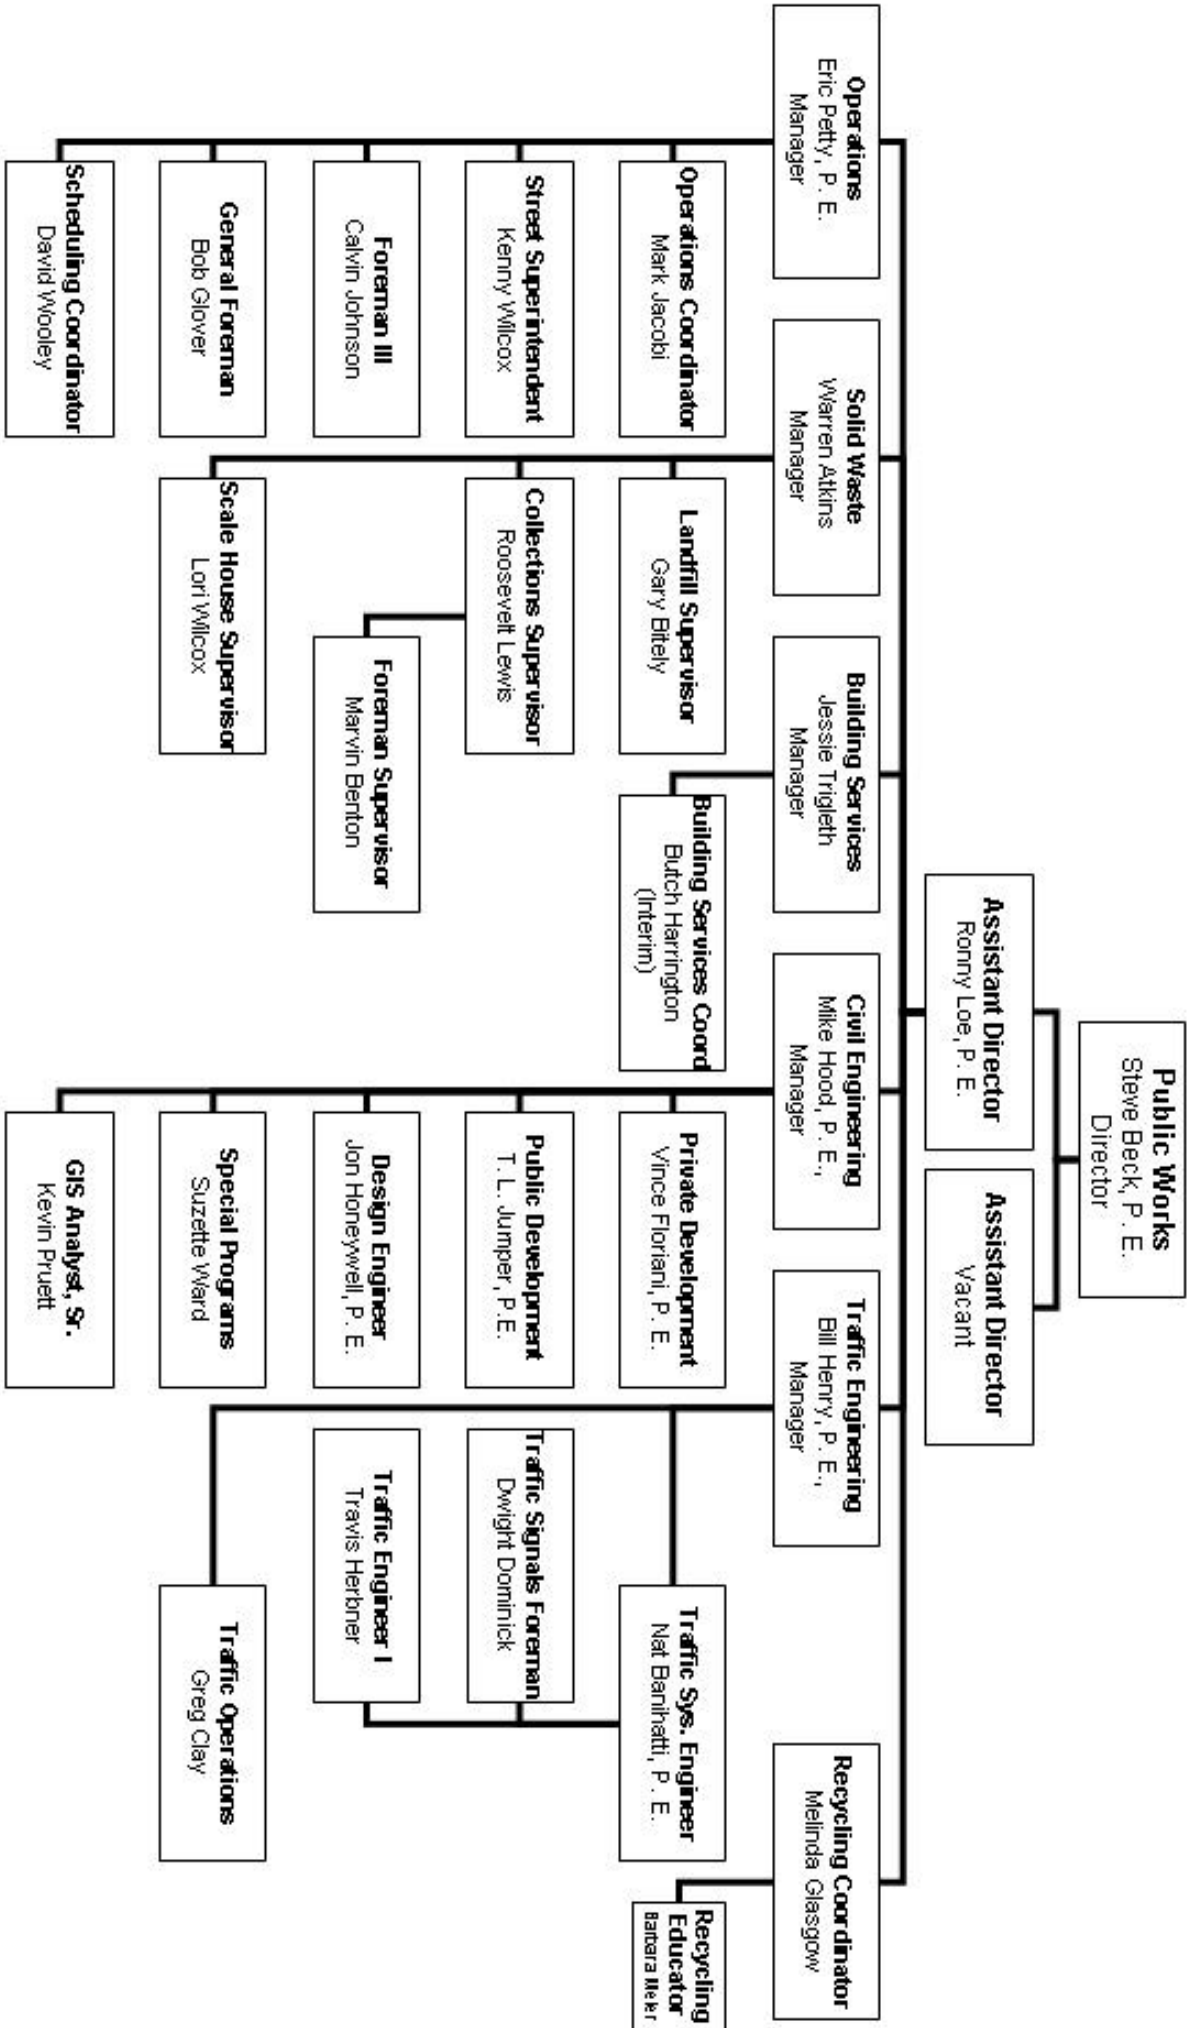 Public Works
Steve Beck, P. E.
Director
Assistant Director
Ronny Loe, P. E.
Assistant Director
Vacant
Operations
Eric Petty, P. E.
Manager
Solid Waste
Warren Atkins
Manager
Building Services
Jessie Trigleth
Manager
Civil Engineering
Mike Hood, P. E.,
Manager
Traffic Engineering
Bill Henry, P. E.,
Manager
Recycling Coordinator
Melinda Glasgow
Operations Coordinator
Mark Jacobi
Landfill Supervisor
Gary Bitely
Building Services Coord
Butch Harrington
(Interim)
Private Development
Vince Floriani, P. E.
Traffic Sys. Engineer
Nat Banihatti, P. E.
Recycling
Educator
Barbara Meier
Street Superintendent
Kenny Wilcox
Collections Supervisor
Roosevelt Lewis
Public Development
T. L. Jumper, P.E.
Traffic Signals Foreman
Dwight Dominick
Foreman III
Calvin Johnson
Foreman Supervisor
Marvin Benton
Design Engineer
Jon Honeywell, P. E.
Traffic Engineer I
Travis Herbner
General Foreman
Bob Glover
Scale House Supervisor
Lori Wilcox
Special Programs
Suzette Ward
Traffic Operations
Greg Clay
Scheduling Coordinator
David Wooley
GIS Analyst, Sr.
Kevin Pruett